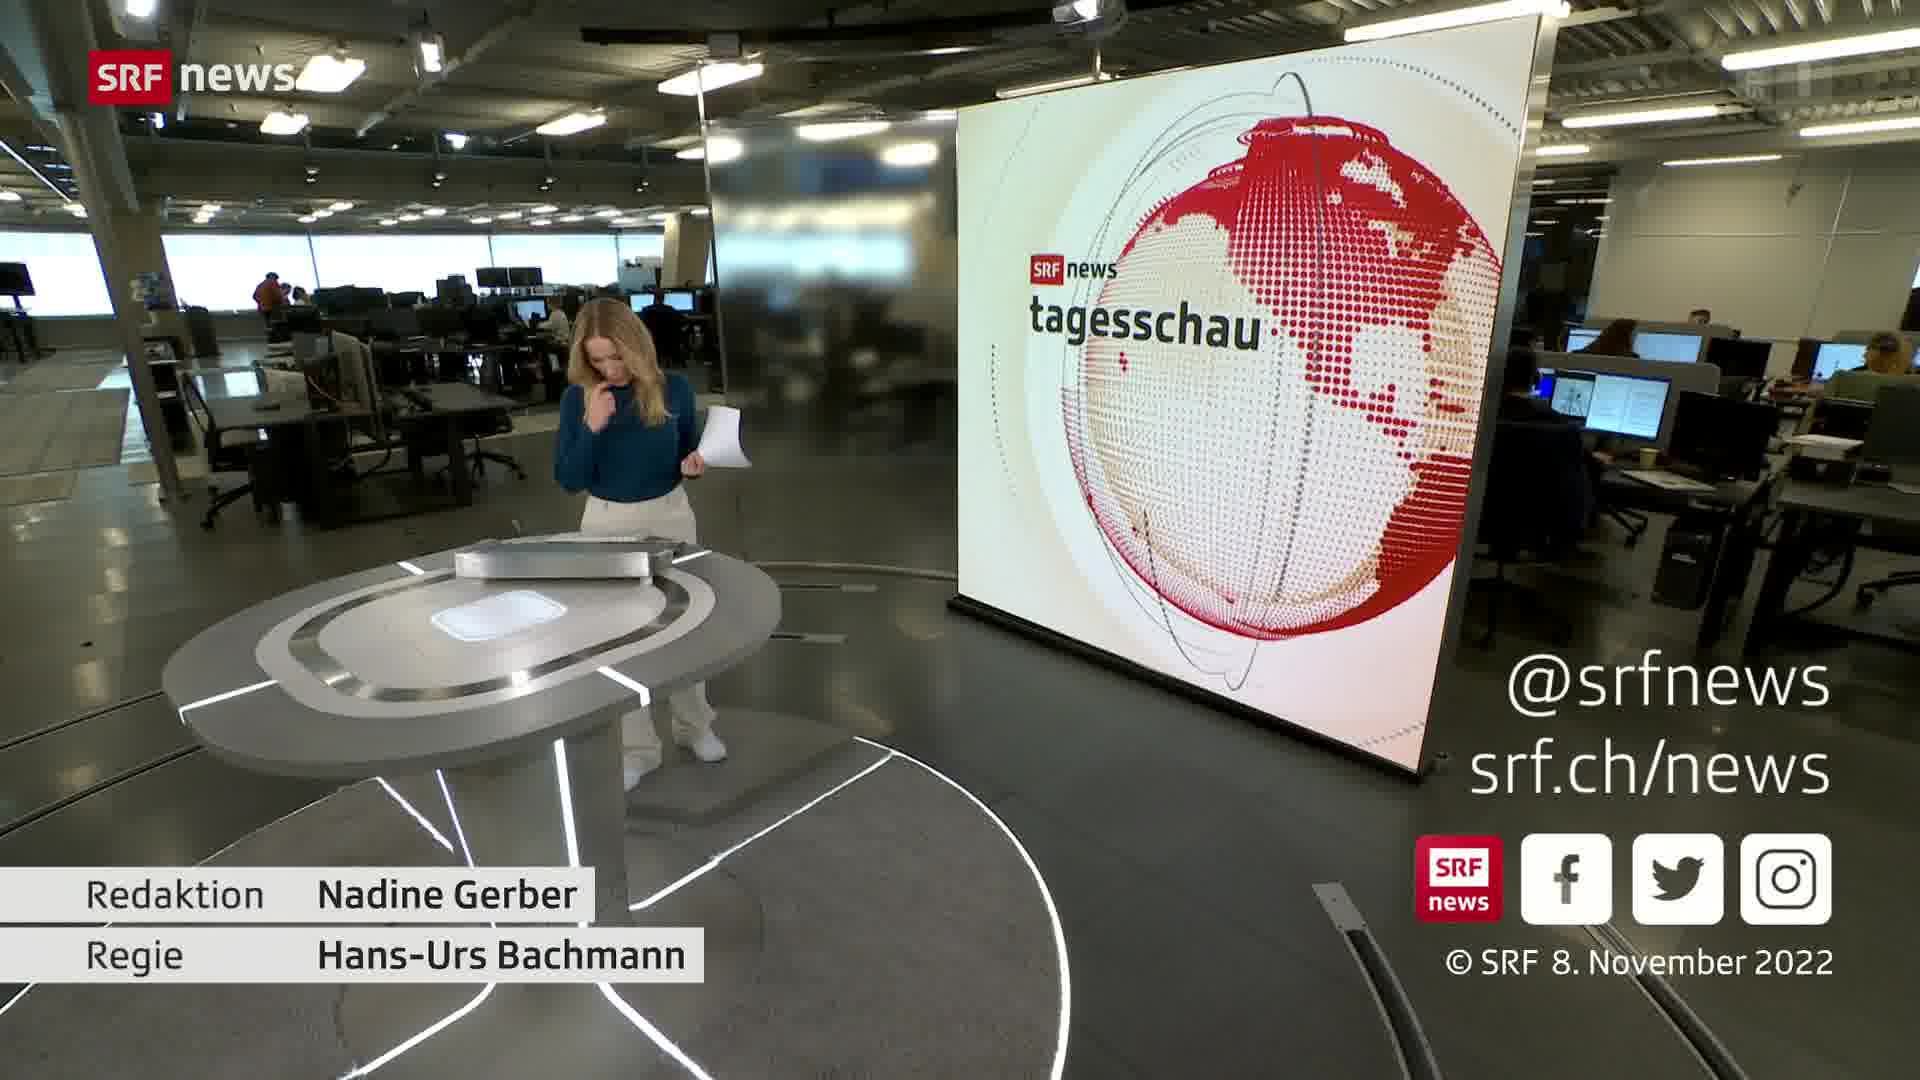 SRF news
SRF news
tagesschau
@srfnews
srf.ch/news
SRF
news
Redaktion Nadine Gerber
Regie Hans-Urs Bachmann
© SRF 8. November 2022